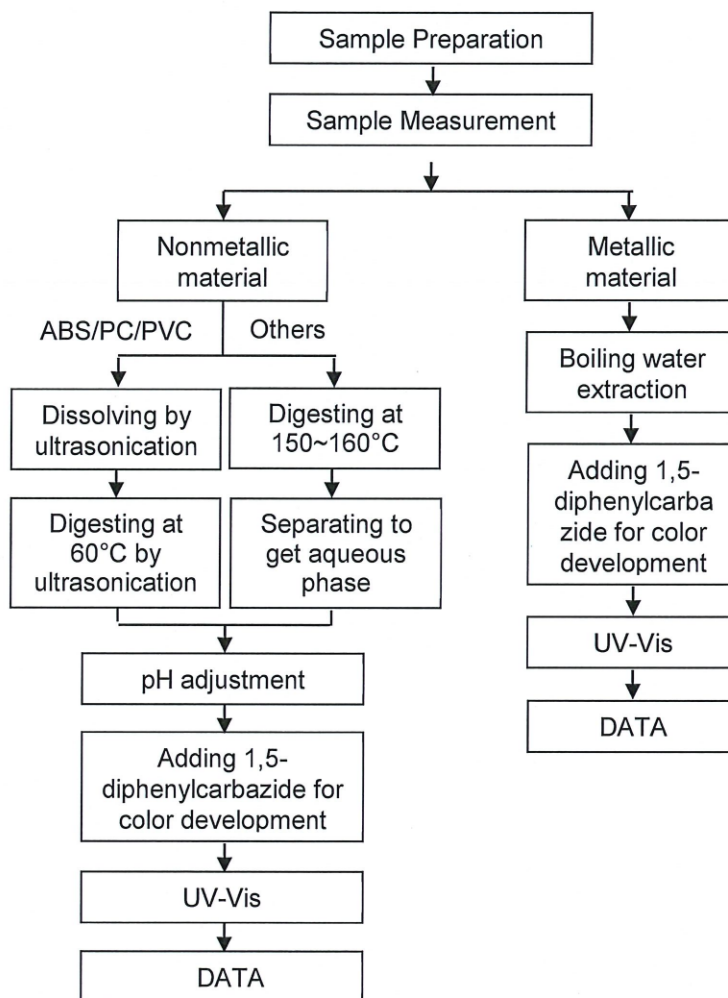 Sample Preparation
Sample Measurement
Nonmetallic
material
Metallic
material
ABS/PC/PVC
Others
Boiling water
extraction
Dissolving by
ultrasonication
Digesting at
150~160°C
Adding 1,5-
diphenylcarba
zide for color
development
Digesting at
60°C by
ultrasonication
Separating to
get aqueous
phase
UV-Vis
pH adjustment
DATA
Adding 1,5-
diphenylcarbazide for
color development
UV-Vis
DATA